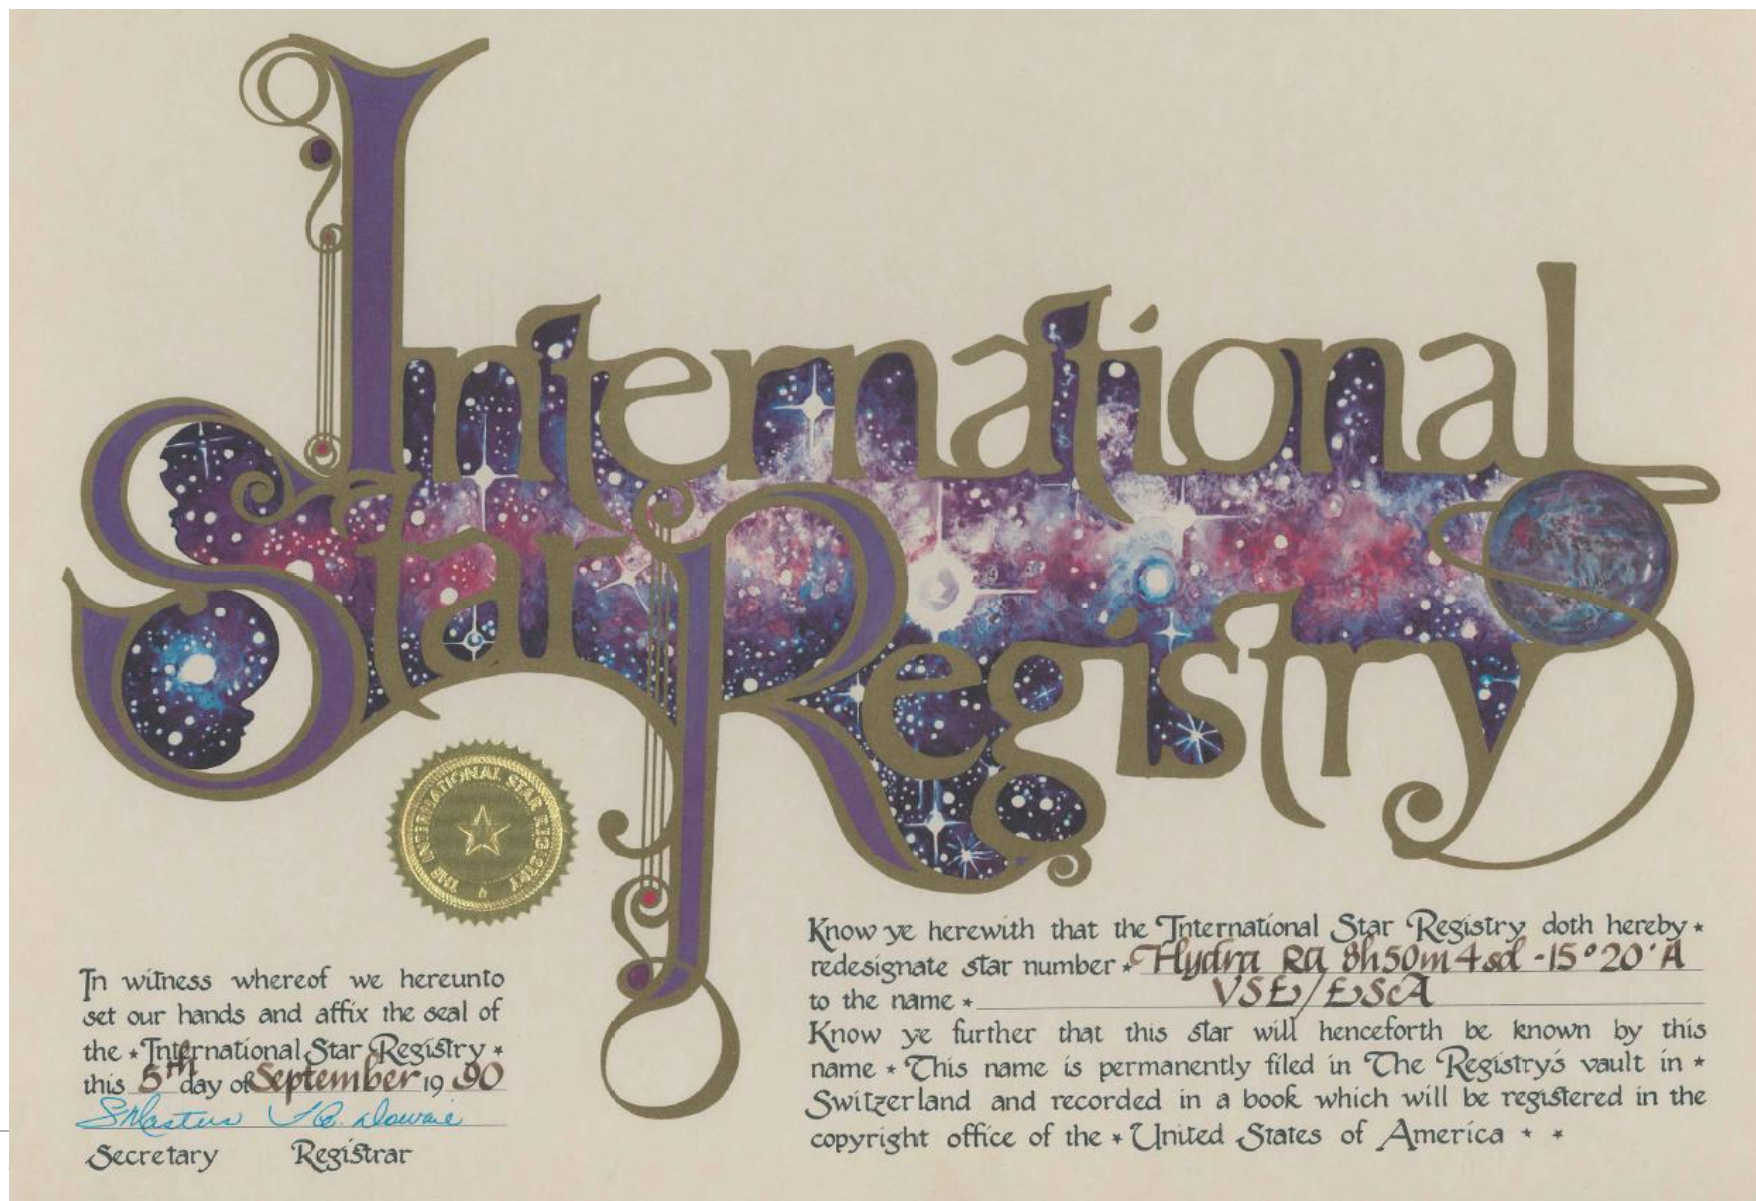 International
Star Registry
THE INTERNATIONAL STAR REGISTRY
In witness whereof we hereunto
set our hands and affix the seal of
the * International Star Registry *
this 5th day of September 19 90
Secretary Registrar
Know ye herewith that the International Star Registry doth hereby *
redesignate star number * Hydra RA 8h50m4sd -15°20'A
to the name * VSE/ESCA
Know ye further that this star will henceforth be known by this
name * This name is permanently filed in The Registry's vault in *
Switzerland and recorded in a book which will be registered in the
copyright office of the * United States of America * *